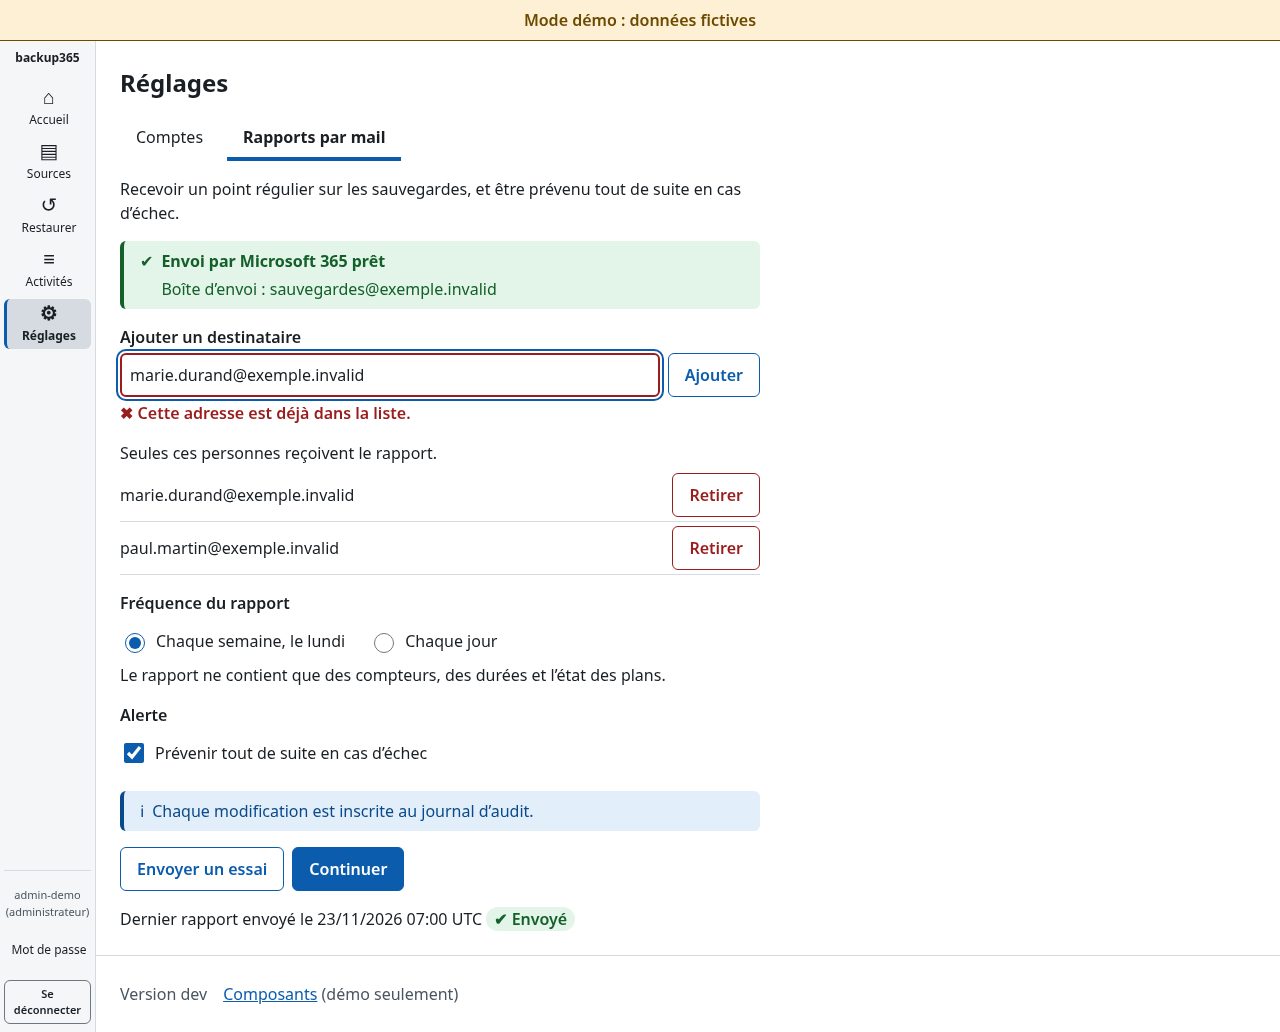 Mode démo : données fictives
backup365
Accueil
Sources
Restaurer
Activités
Réglages
admin-demo
(administrateur)
Mot de passe
Se
déconnecter
Réglages
Comptes
Rapports par mail
Recevoir un point régulier sur les sauvegardes, et être prévenu tout de suite en cas
d’échec.
✔ Envoi par Microsoft 365 prêt
Boîte d’envoi : sauvegardes@exemple.invalid
Ajouter un destinataire
marie.durand@exemple.invalid
Ajouter
✖ Cette adresse est déjà dans la liste.
Seules ces personnes reçoivent le rapport.
marie.durand@exemple.invalid
Retirer
paul.martin@exemple.invalid
Retirer
Fréquence du rapport
Chaque semaine, le lundi
Chaque jour
Le rapport ne contient que des compteurs, des durées et l’état des plans.
Alerte
Prévenir tout de suite en cas d’échec
i Chaque modification est inscrite au journal d’audit.
Envoyer un essai
Continuer
Dernier rapport envoyé le 23/11/2026 07:00 UTC ✔ Envoyé
Version dev Composants (démo seulement)